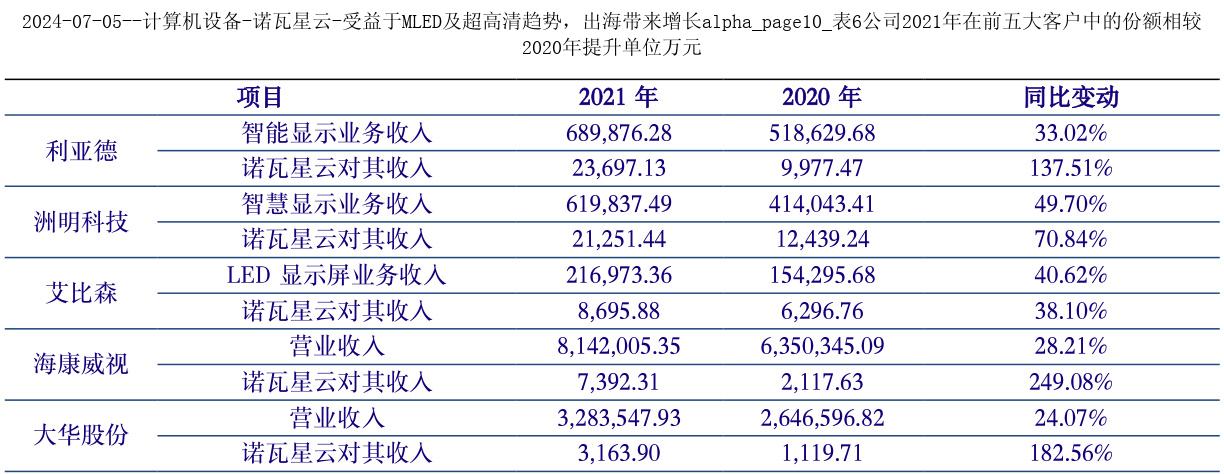 2024-07-05--计算机设备-诺瓦星云-受益于MLED及超高清趋势，出海带来增长alpha_page10_表6公司2021年在前五大客户中的份额相较
2020年提升单位万元
项目 2021 年 2020 年 同比变动
利亚德 智能显示业务收入 689,876.28 518,629.68 33.02%
诺瓦星云对其收入 23,697.13 9,977.47 137.51%
洲明科技 智慧显示业务收入 619,837.49 414,043.41 49.70%
诺瓦星云对其收入 21,251.44 12,439.24 70.84%
艾比森 LED 显示屏业务收入 216,973.36 154,295.68 40.62%
诺瓦星云对其收入 8,695.88 6,296.76 38.10%
海康威视 营业收入 8,142,005.35 6,350,345.09 28.21%
诺瓦星云对其收入 7,392.31 2,117.63 249.08%
大华股份 营业收入 3,283,547.93 2,646,596.82 24.07%
诺瓦星云对其收入 3,163.90 1,119.71 182.56%